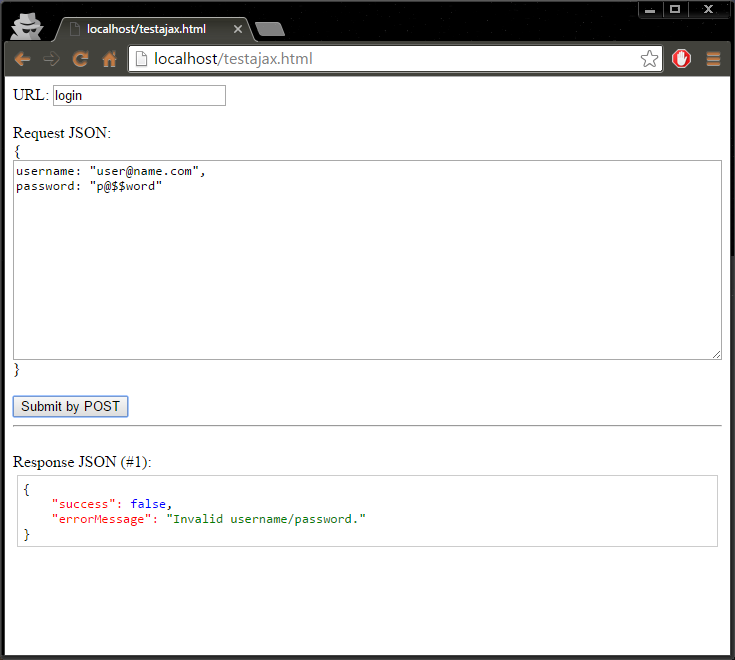 localhost/testajax.html
localhost/testajax.html
URL: login
Request JSON:
{
username: "user@name.com",
password: "p@$$word"
}
Submit by POST
Response JSON (#1):
{
"success": false,
"errorMessage": "Invalid username/password."
}